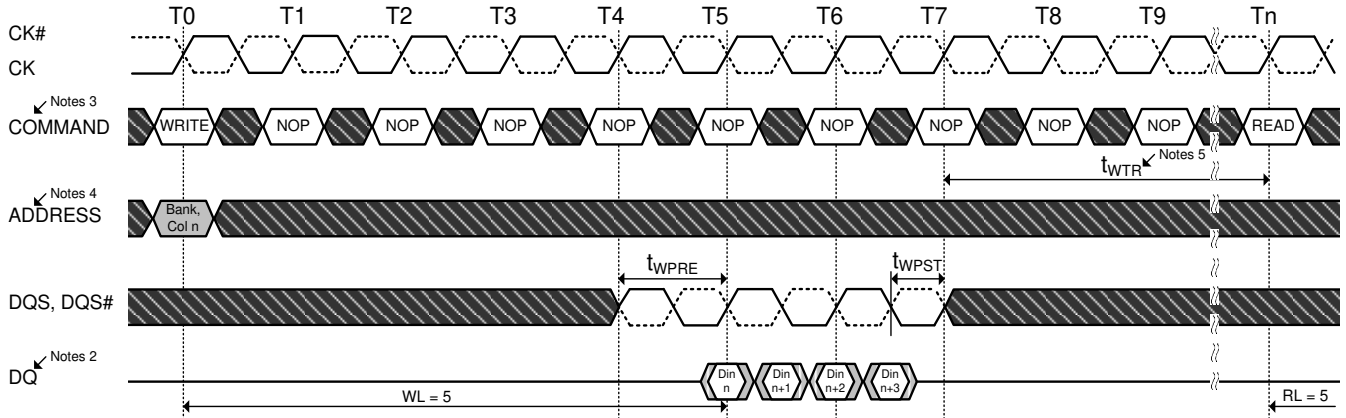 T0 T1 T2 T3 T4 T5 T6 T7 T8 T9 Tn
CK#
CK
Notes 3
COMMAND WRITE NOP NOP NOP NOP NOP NOP NOP NOP NOP READ
tWTR Notes 5
Notes 4
ADDRESS
Bank,
Col n
tWPRE tWPST
DQS, DQS#
Notes 2
DQ
Din Din Din Din
n n+1 n+2 n+3
WL = 5 RL = 5